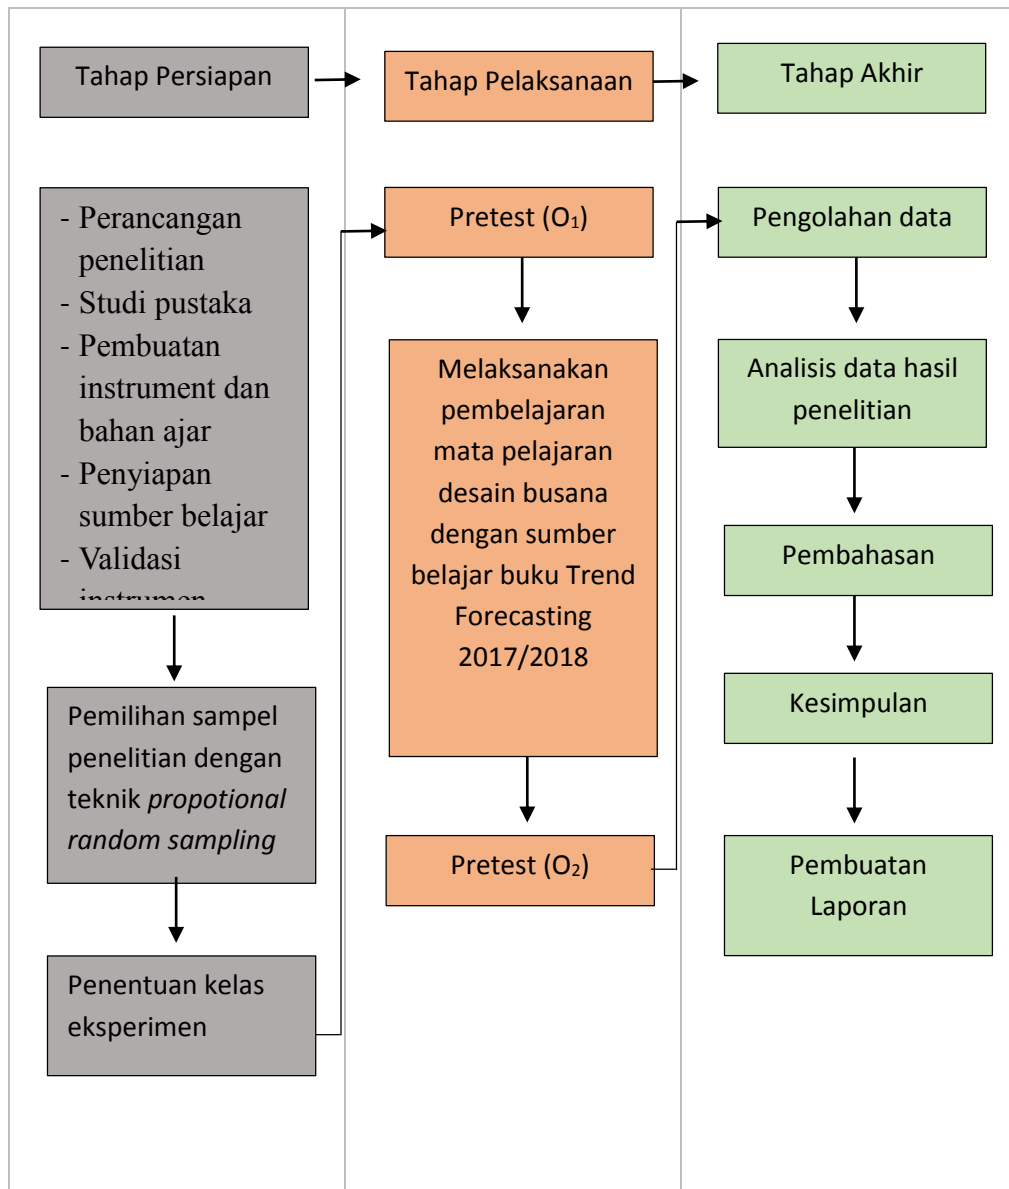 Tahap Persiapan
Tahap Pelaksanaan
Tahap Akhir
- Perancangan
penelitian
- Studi pustaka
- Pembuatan
instrument dan
bahan ajar
- Penyiapan
sumber belajar
- Validasi
instrumen
Pemilihan sampel
penelitian dengan
teknik propotional
random sampling
Penentuan kelas
eksperimen
Pretest (O₁)
Melaksanakan
pembelajaran
mata pelajaran
desain busana
dengan sumber
belajar buku Trend
Forecasting
2017/2018
Pretest (O₂)
Pengolahan data
Analisis data hasil
penelitian
Pembahasan
Kesimpulan
Pembuatan
Laporan